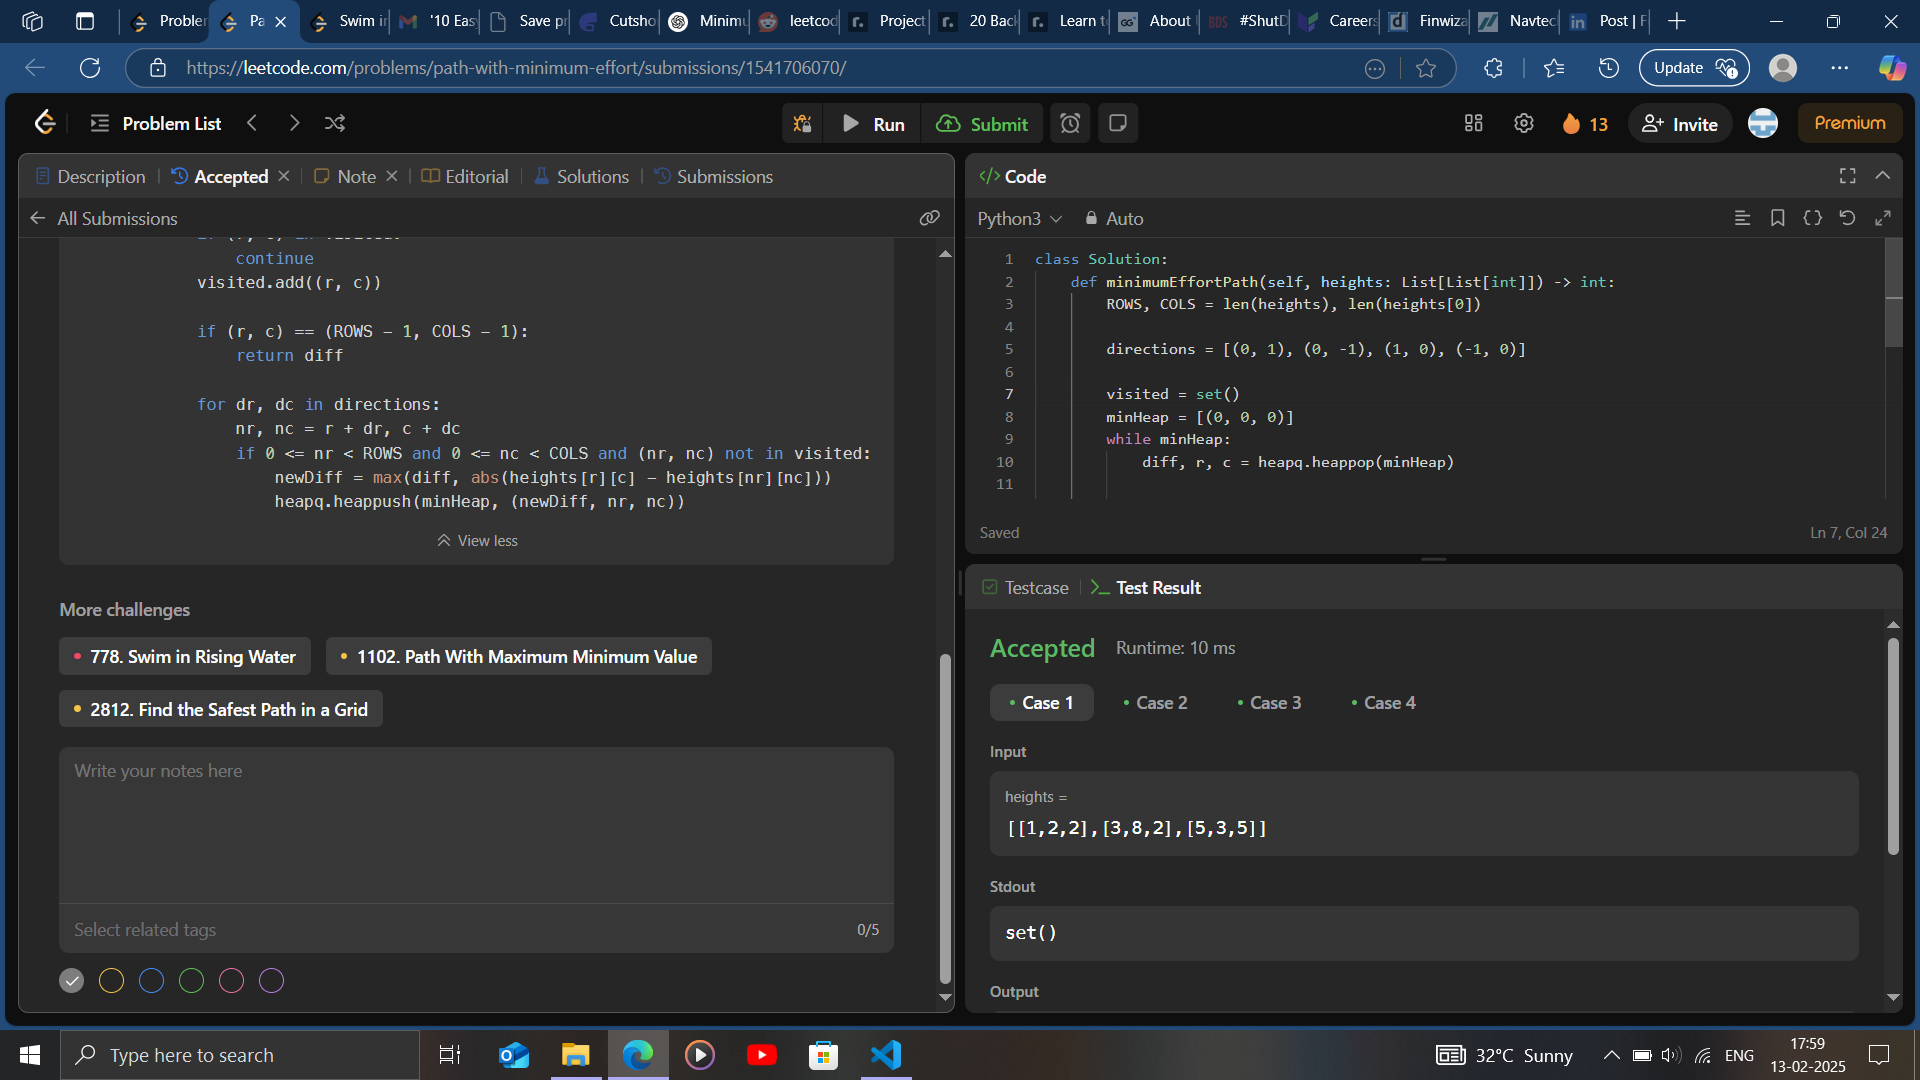 Probler
Pa
Swim in
'10 Easy
Save pr
Cutsho
Minimu
leetcod
Project
20 Back
Learn to
About U
#ShutD
Careers
Finwiza
Navtech
Post | F
https://leetcode.com/problems/path-with-minimum-effort/submissions/1541706070/
Update
Problem List
Run
Submit
13
Invite
Premium
Description
Accepted
Note
Editorial
Solutions
Submissions
All Submissions
continue
visited.add((r, c))
if (r, c) == (ROWS - 1, COLS - 1):
return diff
for dr, dc in directions:
nr, nc = r + dr, c + dc
if 0 <= nr < ROWS and 0 <= nc < COLS and (nr, nc) not in visited:
newDiff = max(diff, abs(heights[r][c] - heights[nr][nc]))
heapq.heappush(minHeap, (newDiff, nr, nc))
View less
More challenges
778. Swim in Rising Water
1102. Path With Maximum Minimum Value
2812. Find the Safest Path in a Grid
Write your notes here
Select related tags
0/5
</> Code
Python3
Auto
1 class Solution:
2 def minimumEffortPath(self, heights: List[List[int]]) -> int:
3 ROWS, COLS = len(heights), len(heights[0])
4
5 directions = [(0, 1), (0, -1), (1, 0), (-1, 0)]
6
7 visited = set()
8 minHeap = [(0, 0, 0)]
9 while minHeap:
10 diff, r, c = heapq.heappop(minHeap)
11
Saved
Ln 7, Col 24
Testcase
Test Result
Accepted
Runtime: 10 ms
Case 1
Case 2
Case 3
Case 4
Input
heights =
[[1,2,2],[3,8,2],[5,3,5]]
Stdout
set()
Output
Type here to search
32°C Sunny
ENG
17:59
13-02-2025